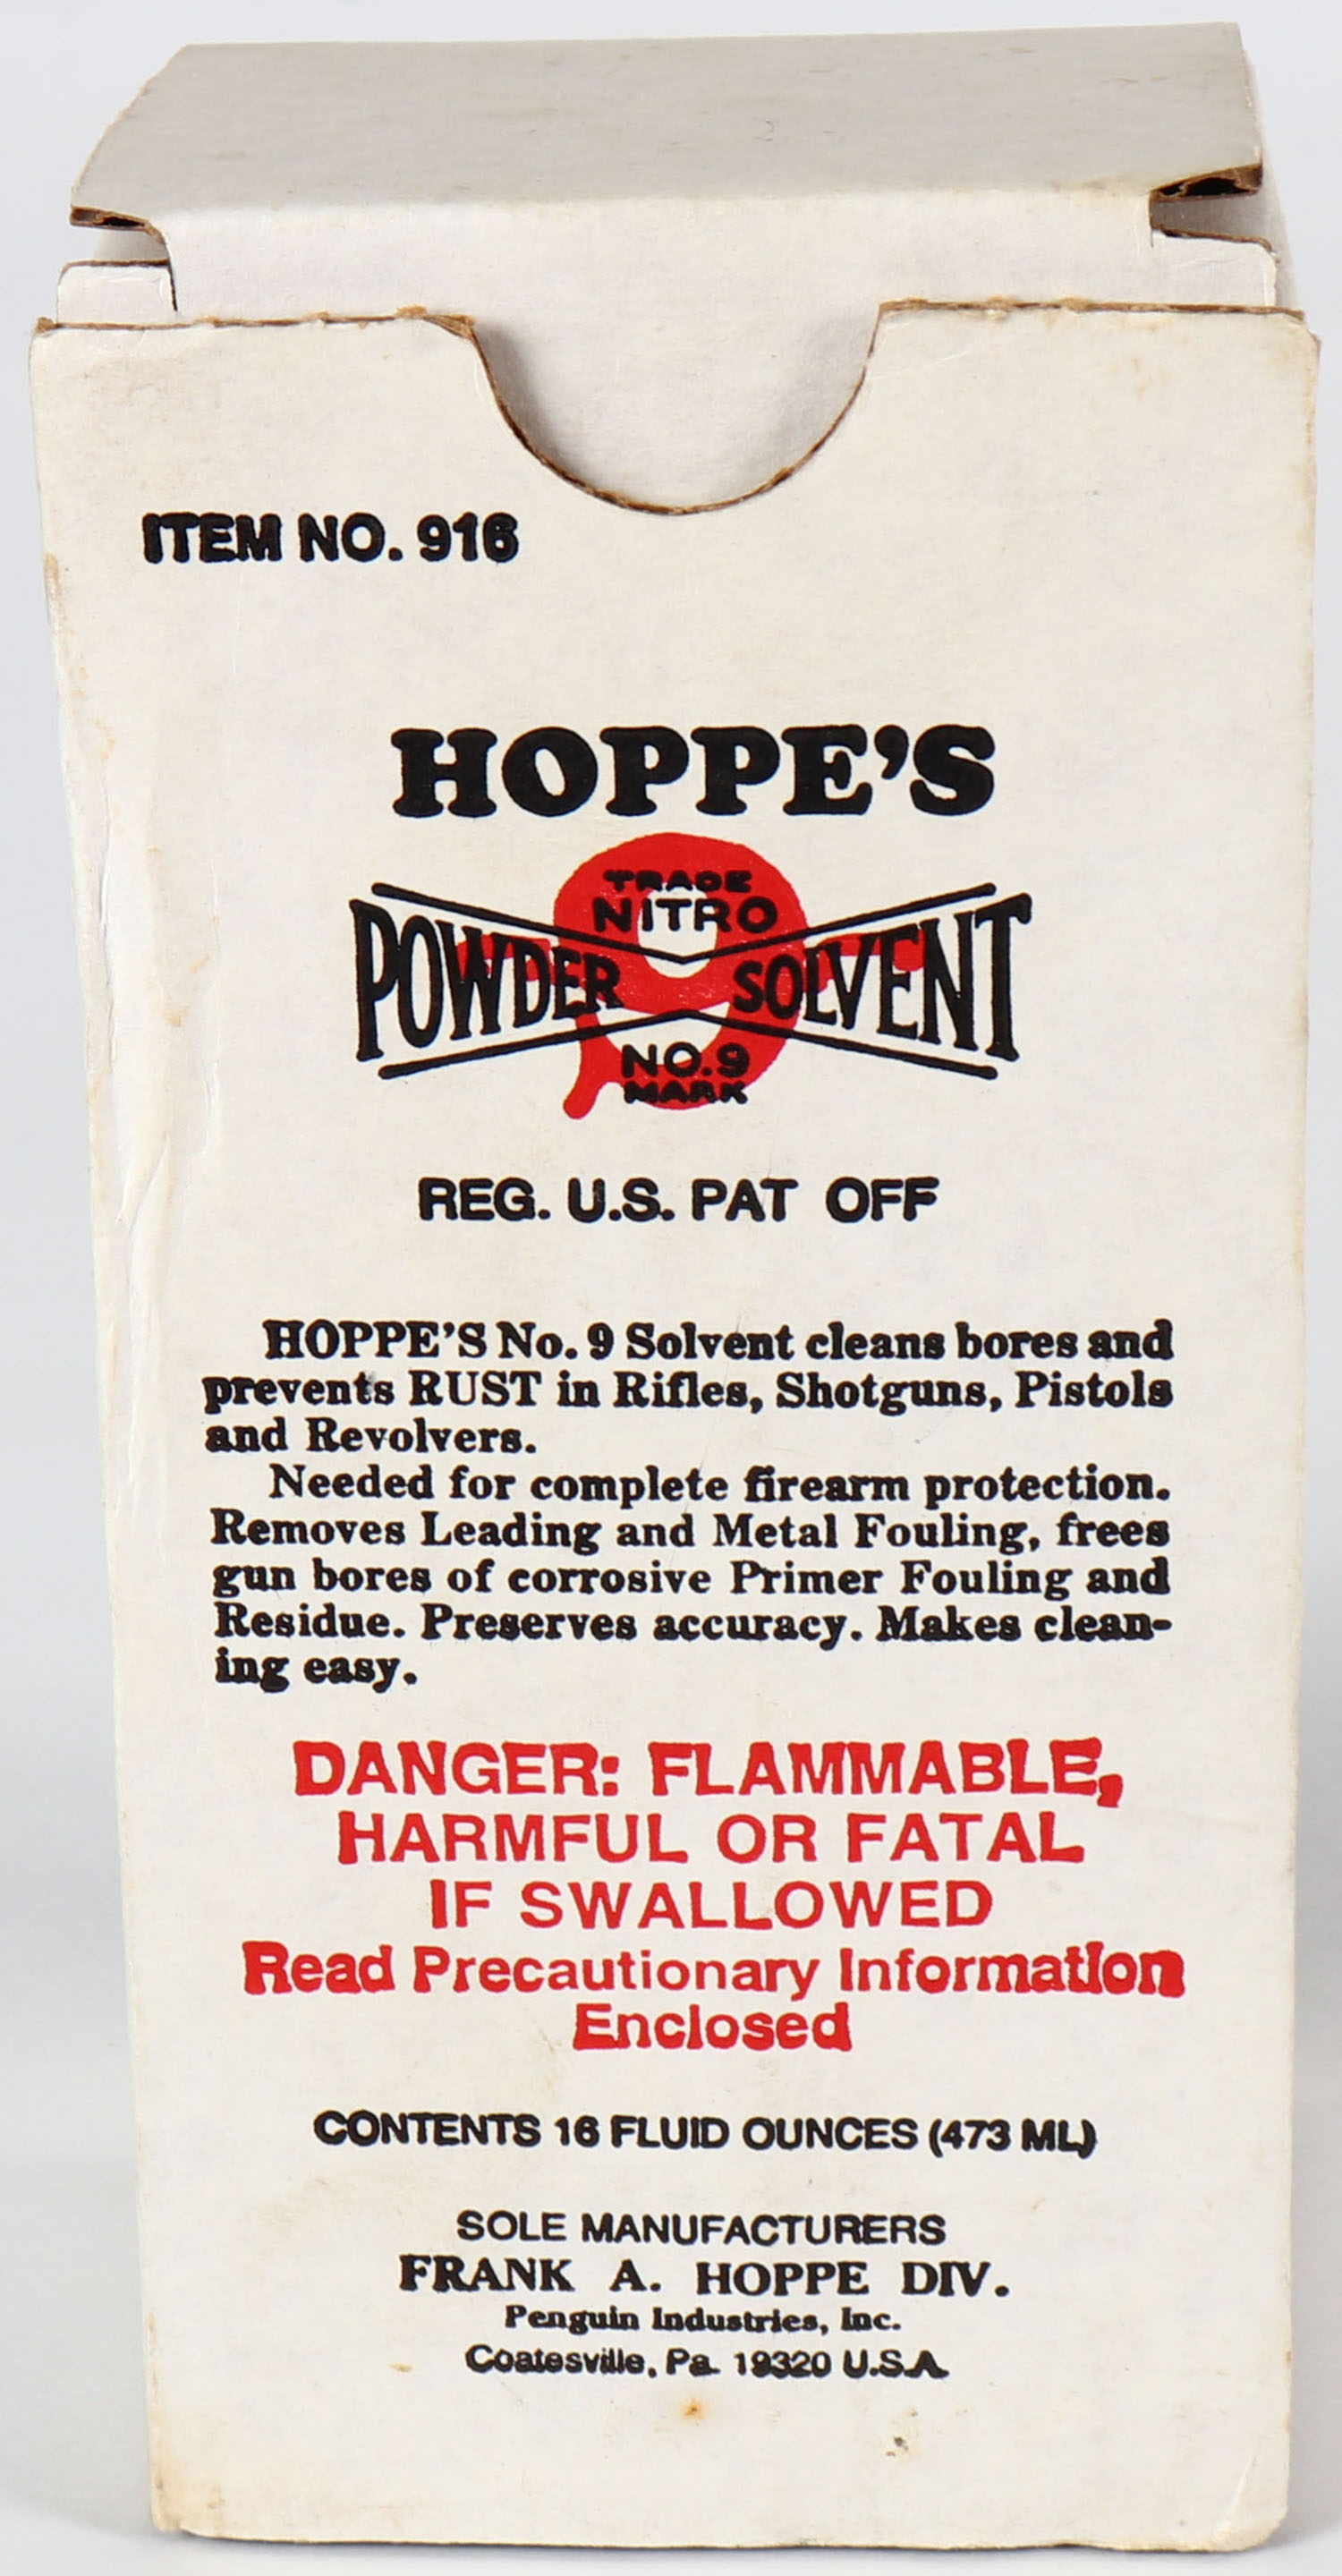 ITEM NO. 916
HOPPE'S
TRADE
NITRO
POWDER SOLVENT
NO.9
MARK
REG. U.S. PAT OFF
HOPPE'S No. 9 Solvent cleans bores and
prevents RUST in Rifles, Shotguns, Pistols
and Revolvers.
Needed for complete firearm protection.
Removes Leading and Metal Fouling, frees
gun bores of corrosive Primer Fouling and
Residue. Preserves accuracy. Makes clean-
ing easy.
DANGER: FLAMMABLE,
HARMFUL OR FATAL
IF SWALLOWED
Read Precautionary Information
Enclosed
CONTENTS 16 FLUID OUNCES (473 ML)
SOLE MANUFACTURERS
FRANK A. HOPPE DIV.
Penguin Industries, Inc.
Coatesville, Pa. 19320 U.S.A.